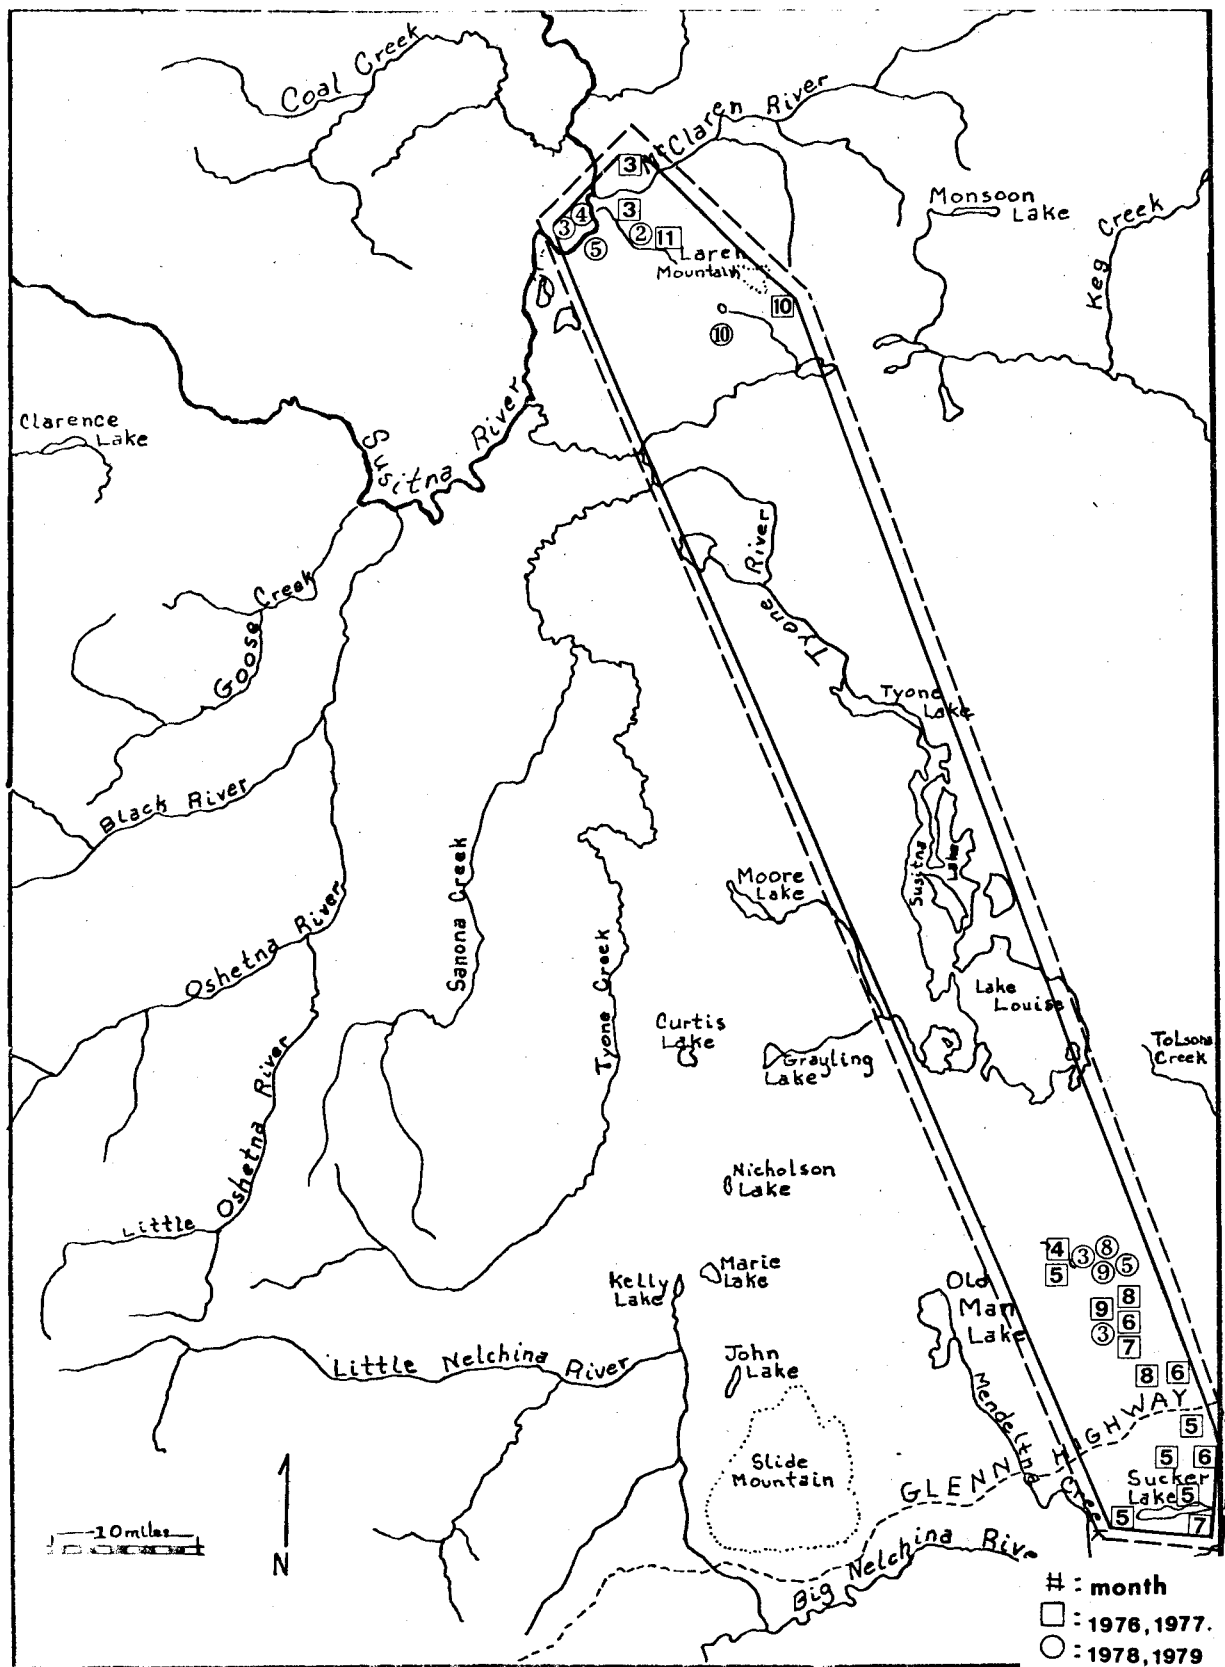 Coal Creek
McClaren River
3
Monsoon
Lake
Keg Creek
3
4
3
2
11
5
Laren
Mountain
10
10
Clarence
Lake
Susitna River
Tyone River
Goose Creek
Tyone
Lake
Black River
Susitna
Lake
Sanona Creek
Moore
Lake
Oshetna River
Tyone Creek
Lake
Louise
Curtis
Lake
Grayling
Lake
Tolsona
Creek
Oshetna River
Nicholson
Lake
Little
4
3
8
5
9
5
Marie
Lake
Kelly
Lake
Old
Man
Lake
8
9
6
3
7
Little Nelchina River
John
Lake
8
6
Mendeltna Cree
GLENN HIGHWAY
5
Slide
Mountain
5
6
Sucker
Lake
5
5
7
10 miles
N
Big Nelchina Rive
# : month
: 1976, 1977.
: 1978, 1979